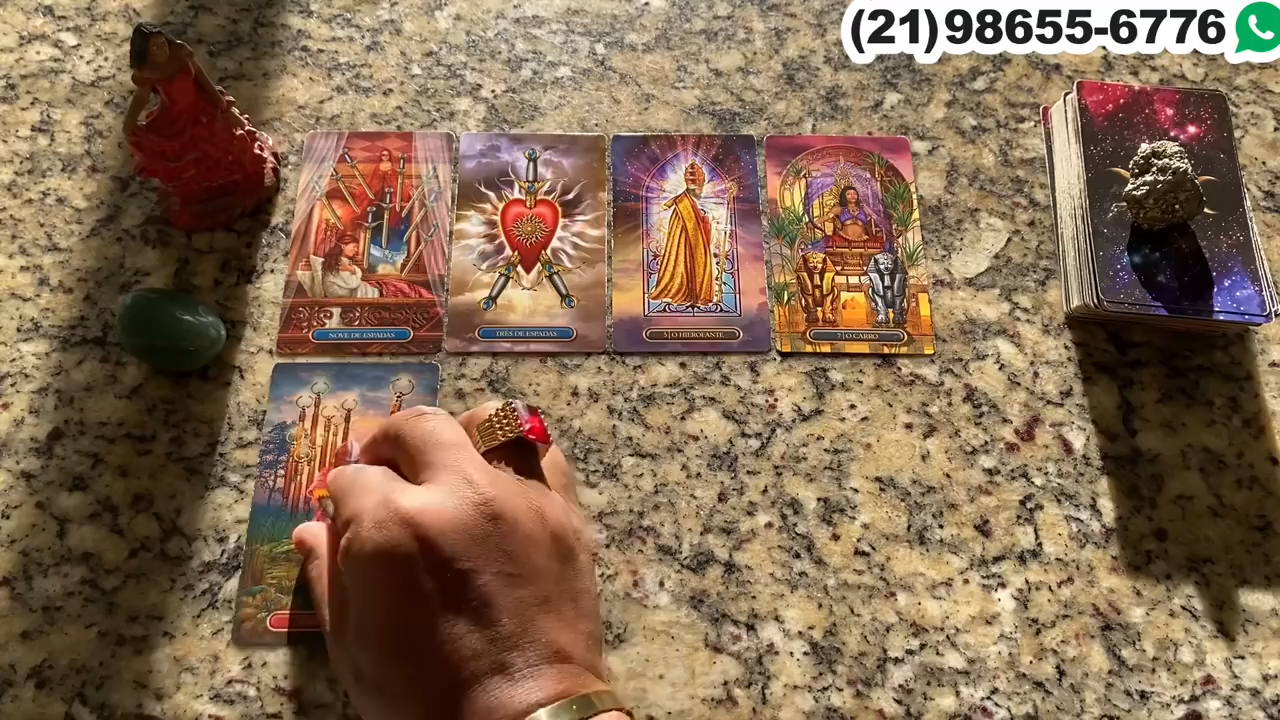 (21)98655-6776
NOVE DE ESPADAS
TRÊS DE ESPADAS
5 | O HIEROFANTE
7 | O CARRO